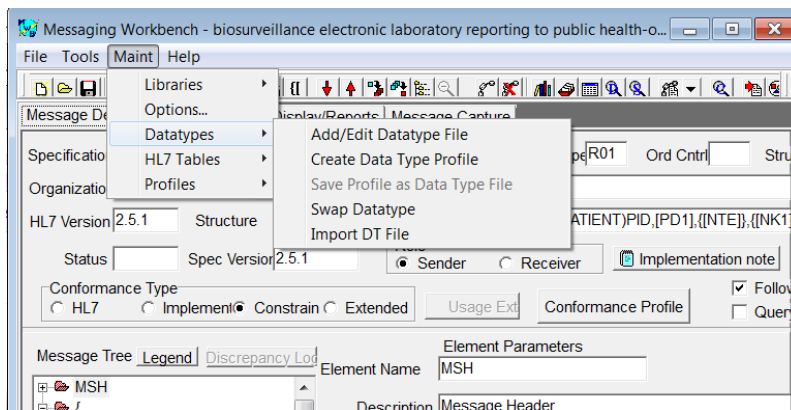 Messaging Workbench - biosurveillance electronic laboratory reporting to public health-o...
File Tools Maint Help
Libraries
Options...
Datatypes
HL7 Tables
Profiles
Add/Edit Datatype File
Create Data Type Profile
Save Profile as Data Type File
Swap Datatype
Import DT File
Message De
isplay/Reports Message Capture
Specificatio
pe R01 Ord Cntrl Stru
Organizatio
HL7 Version 2.5.1 Structure ATIENT)PID,[PD1],{[NTE]},{[NK1]
Status Spec Version 2.5.1 Sender Receiver Implementation note
Conformance Type Follow
HL7 Implement Constrain Extended Usage Ext Conformance Profile Query
Message Tree Legend Discrepancy Log Element Parameters
Element Name MSH
MSH
{
Description Message Header